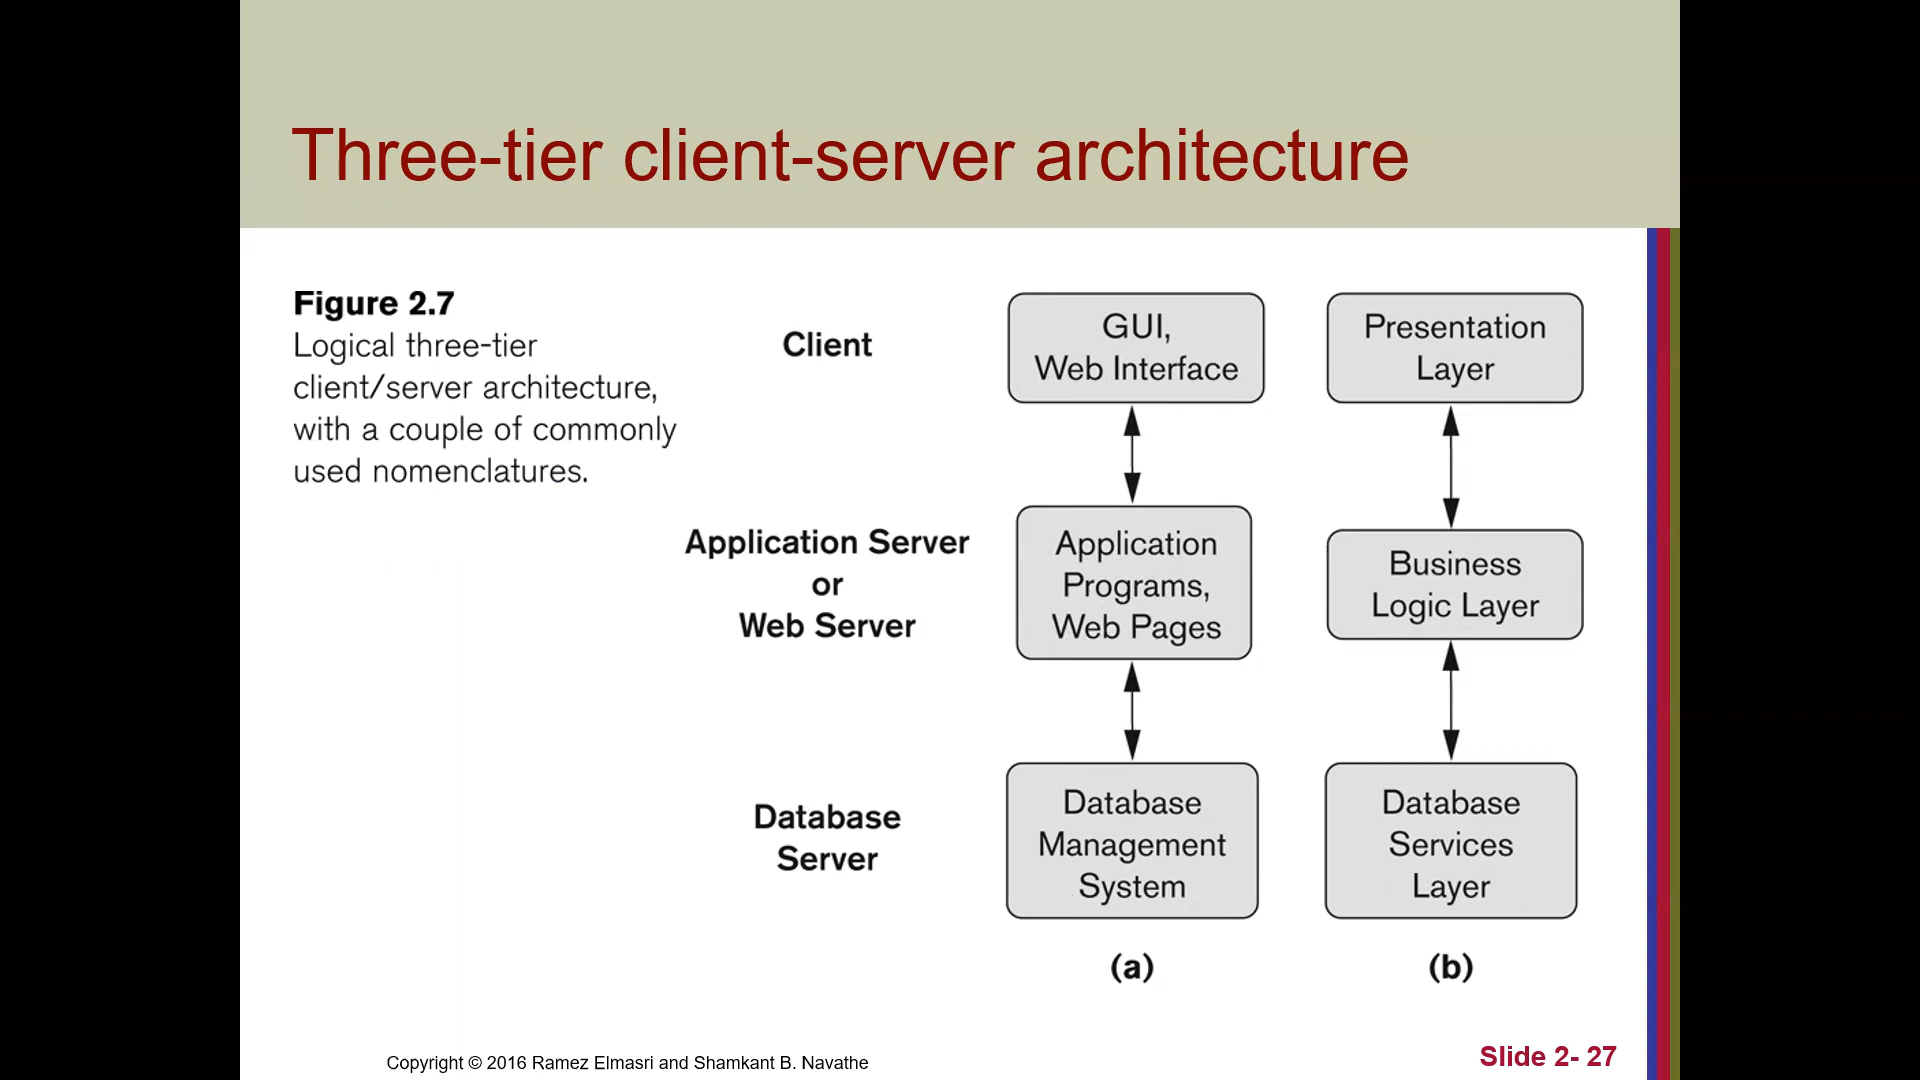 Three-tier client-server architecture
Figure 2.7
Logical three-tier
client/server architecture,
with a couple of commonly
used nomenclatures.
Client
GUI,
Web Interface
Presentation
Layer
Application Server
or
Web Server
Application
Programs,
Web Pages
Business
Logic Layer
Database
Server
Database
Management
System
Database
Services
Layer
(a)
(b)
Copyright © 2016 Ramez Elmasri and Shamkant B. Navathe
Slide 2- 27